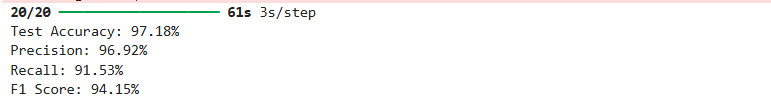 20/20 ━━━━━━━━━━━━━━━━━━━━ 61s 3s/step
Test Accuracy: 97.18%
Precision: 96.92%
Recall: 91.53%
F1 Score: 94.15%